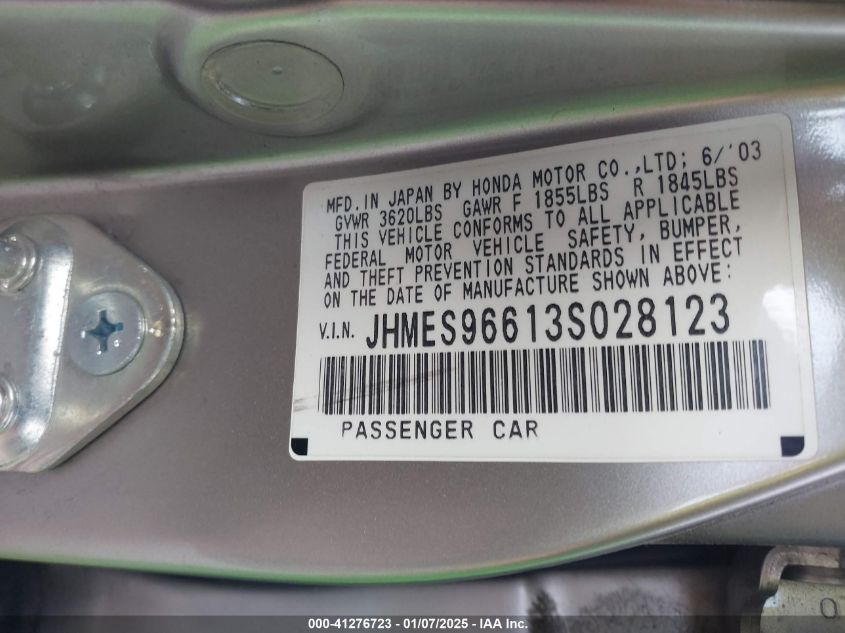 MFD. IN JAPAN BY HONDA MOTOR CO.,LTD; 6/'03
GVWR 3620LBS GAWR F 1855LBS R 1845LBS
THIS VEHICLE CONFORMS TO ALL APPLICABLE
FEDERAL MOTOR VEHICLE SAFETY, BUMPER,
AND THEFT PREVENTION STANDARDS IN EFFECT
ON THE DATE OF MANUFACTURE SHOWN ABOVE:
V.I.N. JHMES96613S028123
PASSENGER CAR
0
000-41276723 - 01/07/2025 - IAA Inc.